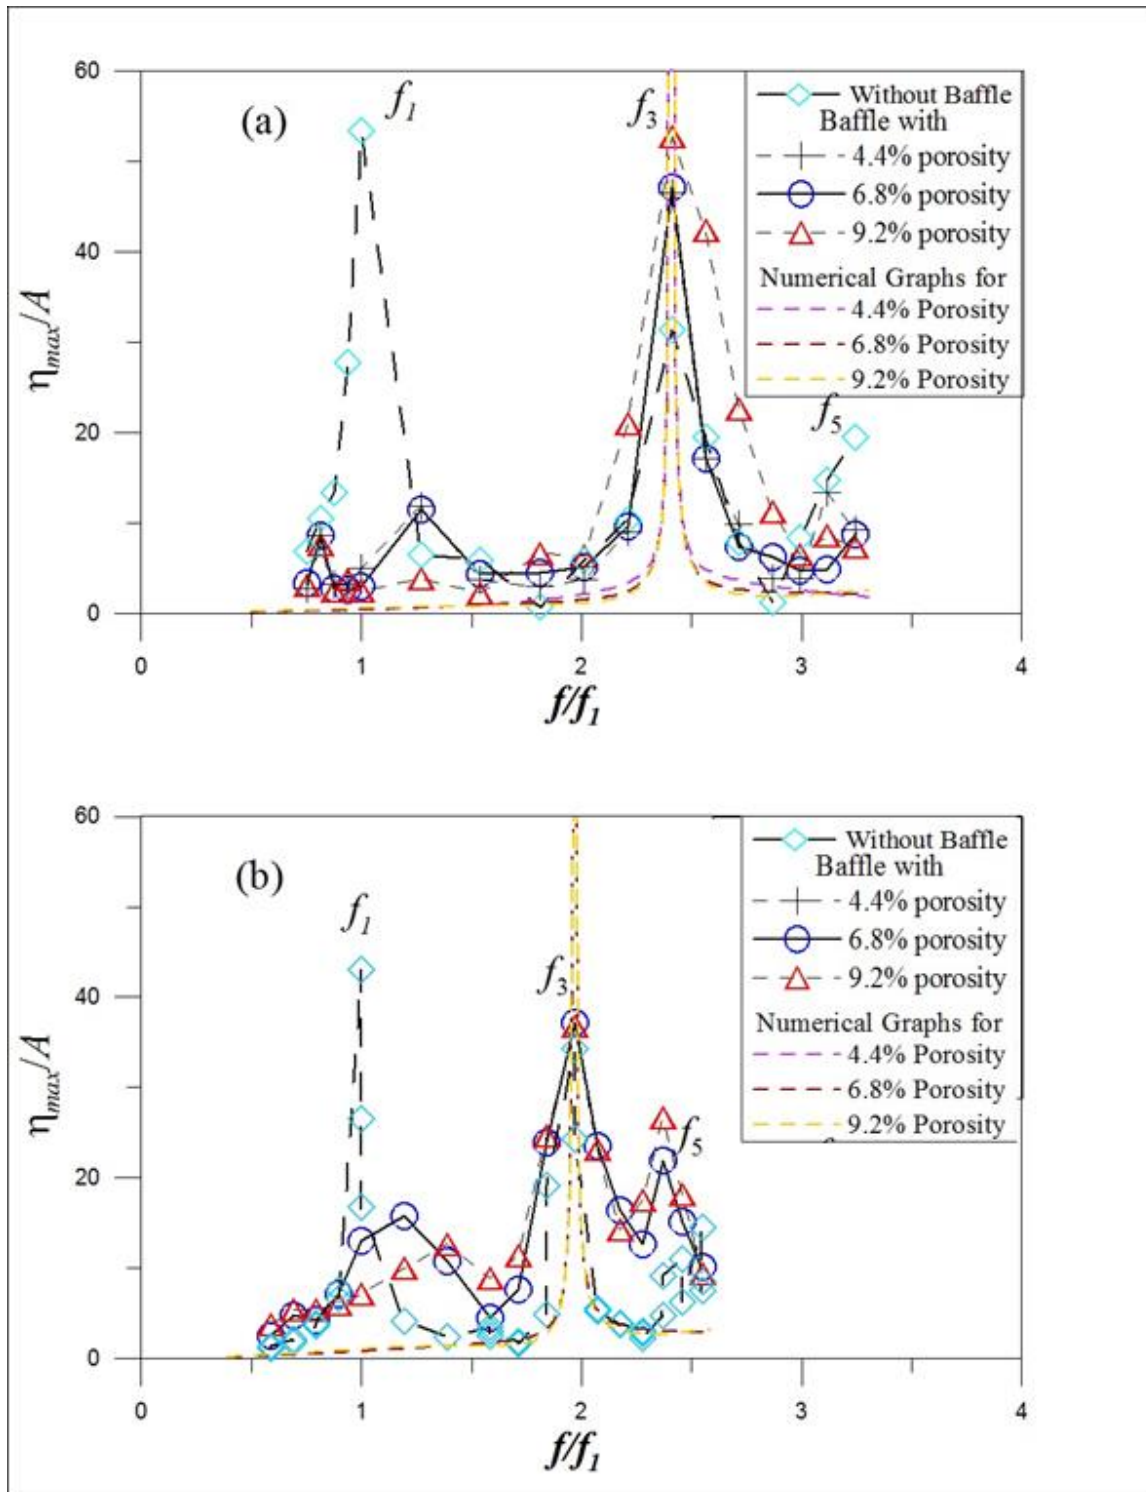 (a)
f1
f3
f5
60
40
20
0
ηmax/A
0 1 2 3 4
f/f1
Without Baffle
Baffle with
4.4% porosity
6.8% porosity
9.2% porosity
Numerical Graphs for
4.4% Porosity
6.8% Porosity
9.2% Porosity
(b)
f1
f3
f5
60
40
20
0
ηmax/A
0 1 2 3 4
f/f1
Without Baffle
Baffle with
4.4% porosity
6.8% porosity
9.2% porosity
Numerical Graphs for
4.4% Porosity
6.8% Porosity
9.2% Porosity